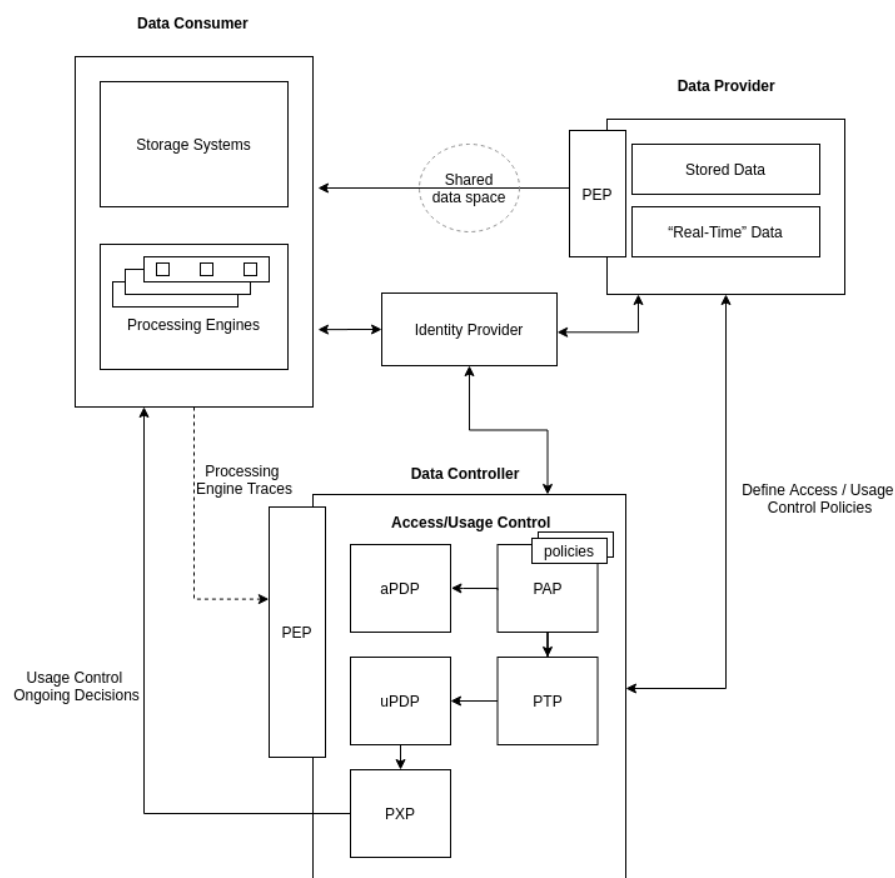 Data Consumer
Storage Systems
Processing Engines
Data Provider
PEP
Stored Data
“Real-Time” Data
Shared
data space
Identity Provider
Processing
Engine Traces
Data Controller
Define Access / Usage
Control Policies
Access/Usage Control
policies
aPDP
PAP
PEP
uPDP
PTP
Usage Control
Ongoing Decisions
PXP